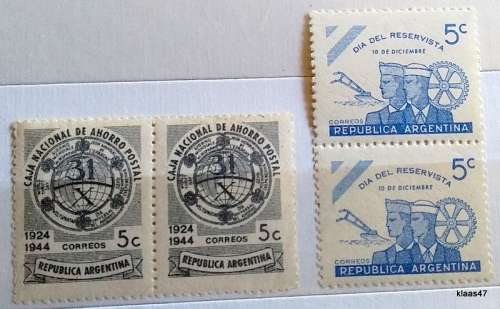 CAJA NACIONAL DE AHORRO POSTAL
31
X
1924
1944
CORREOS
5c
REPUBLICA ARGENTINA
CAJA NACIONAL DE AHORRO POSTAL
31
X
1924
1944
CORREOS
5c
REPUBLICA ARGENTINA
DIA DEL RESERVISTA
5c
10 DE DICIEMBRE
CORREOS
REPUBLICA ARGENTINA
DIA DEL RESERVISTA
5c
10 DE DICIEMBRE
CORREOS
REPUBLICA ARGENTINA
klaas47